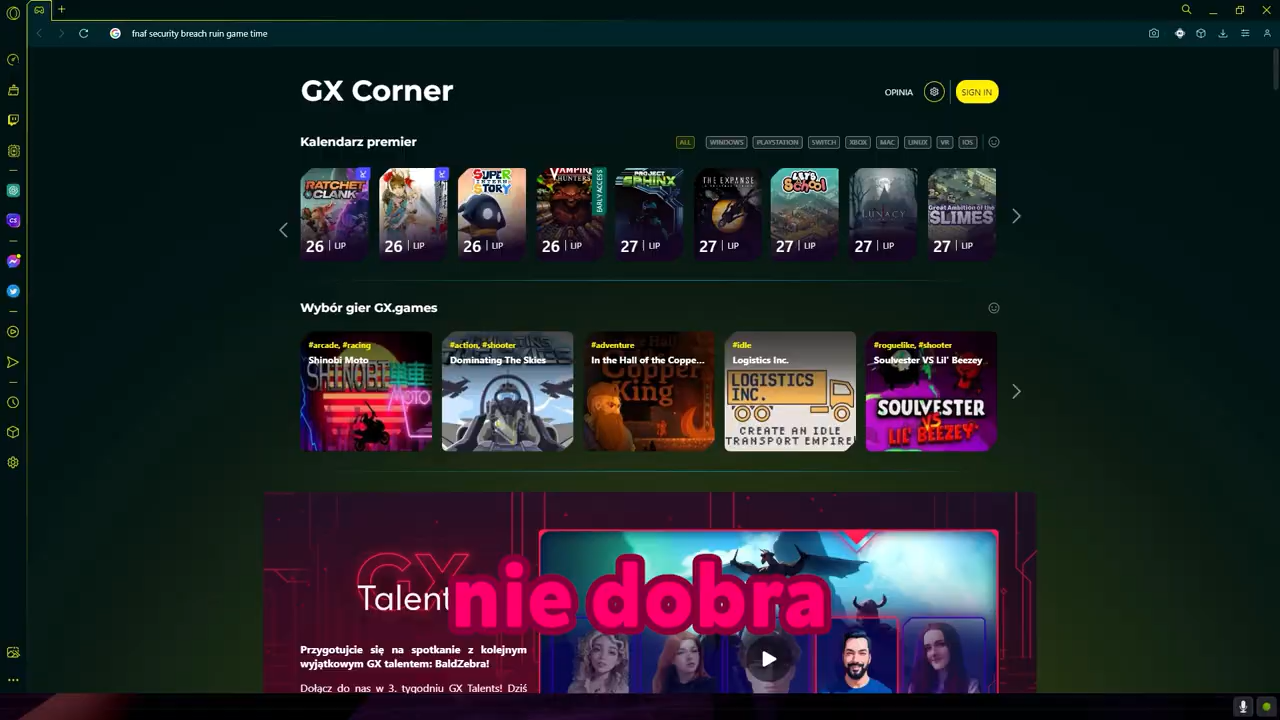 fnaf security breach ruin game time
GX Corner
OPINIA
SIGN IN
Kalendarz premier
ALL
WINDOWS
PLAYSTATION
SWITCH
XBOX
MAC
LINUX
VR
IOS
RATCHET CLANK
26 | LIP
26 | LIP
SUPER INTERN STORY
26 | LIP
VAMPIRE HUNTERS
EARLY ACCESS
26 | LIP
PROJECT SPHINX
27 | LIP
THE EXPANSE
27 | LIP
LET'S School
27 | LIP
LUNACY
27 | LIP
Great Ambition of the SLIMES
27 | LIP
Wybór gier GX.games
#arcade, #racing
Shinobi Moto
#action, #shooter
Dominating The Skies
#adventure
In the Hall of the Coppe...
#idle
Logistics Inc.
LOGISTICS INC.
CREATE AN IDLE TRANSPORT EMPIRE!
#roguelike, #shooter
Soulvester VS Lil' Beezey
SOULVESTER
VS
LIL' BEEZEY
GX
Talent
nie dobra
Przygotujcie się na spotkanie z kolejnym
wyjątkowym GX talentem: BaldZebra!
Dołącz do nas w 3. tygodniu GX Talents! Dziś